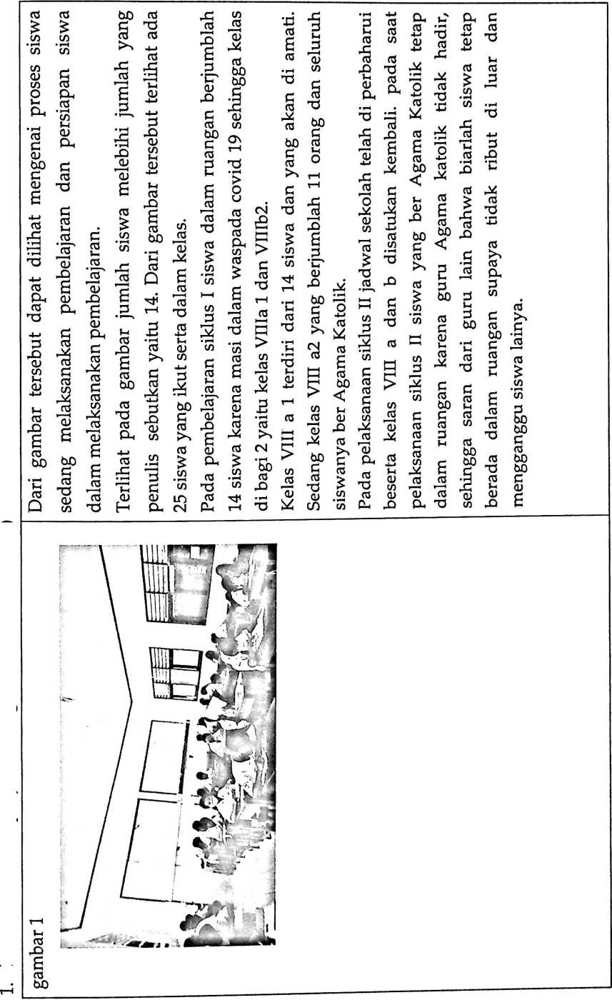 1.
gambar 1
Dari gambar tersebut dapat dilihat mengenai proses siswa
sedang melaksanakan pembelajaran dan persiapan siswa
dalam melaksanakan pembelajaran.
Terlihat pada gambar jumlah siswa melebihi jumlah yang
penulis sebutkan yaitu 14. Dari gambar tersebut terlihat ada
25 siswa yang ikut serta dalam kelas.
Pada pembelajaran siklus I siswa dalam ruangan berjumblah
14 siswa karena masi dalam waspada covid 19 sehingga kelas
di bagi 2 yaitu kelas VIIIa 1 dan VIIIb2.
Kelas VIII a 1 terdiri dari 14 siswa dan yang akan di amati.
Sedang kelas VIII a2 yang berjumblah 11 orang dan seluruh
siswanya ber Agama Katolik.
Pada pelaksanaan siklus II jadwal sekolah telah di perbaharui
beserta kelas VIII a dan b disatukan kembali. pada saat
pelaksanaan siklus II siswa yang ber Agama Katolik tetap
dalam ruangan karena guru Agama katolik tidak hadir,
sehingga saran dari guru lain bahwa biarlah siswa tetap
berada dalam ruangan supaya tidak ribut di luar dan
mengganggu siswa lainya.